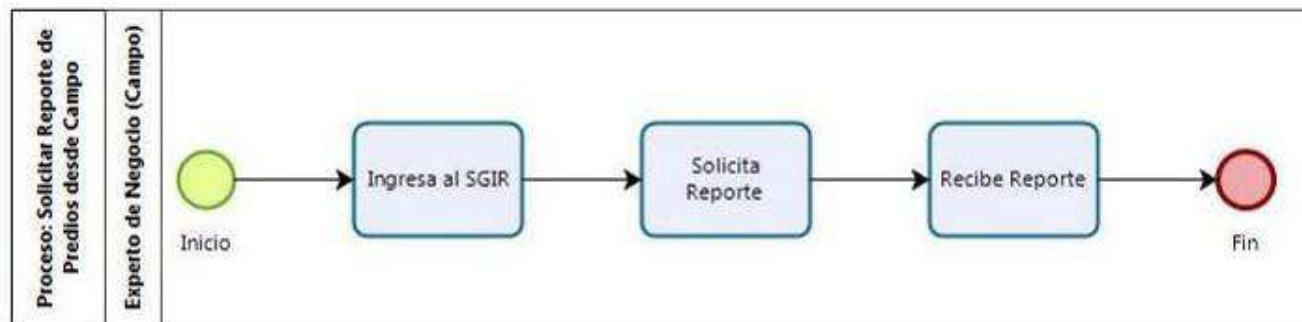 Proceso: Solicitar Reporte de
Predios desde Campo
Experto de Negocio (Campo)
Inicio
Ingresa al SGIR
Solicita
Reporte
Recibe Reporte
Fin